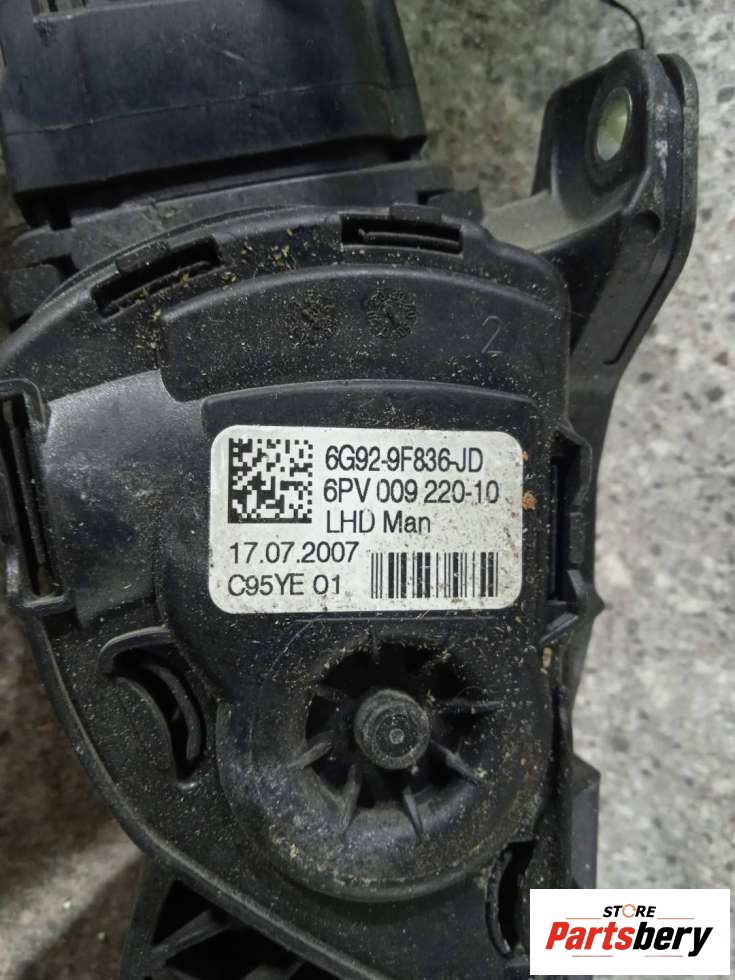 2
6G92-9F836-JD
6PV 009 220-10
LHD Man
17.07.2007
C95YE 01
STORE
Partsbery